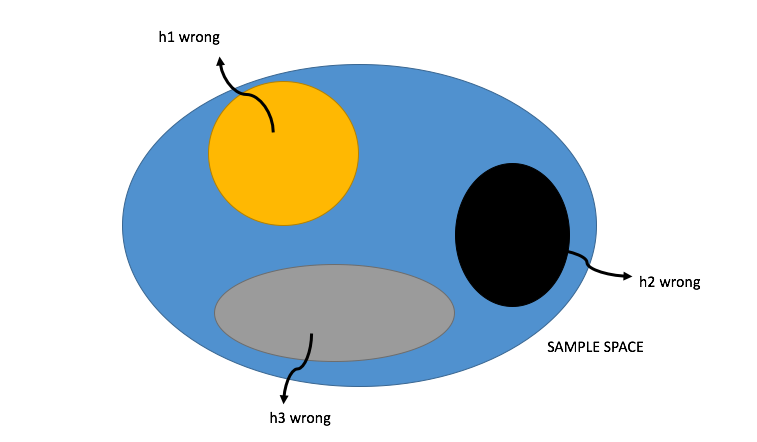 h1 wrong
h2 wrong
SAMPLE SPACE
h3 wrong